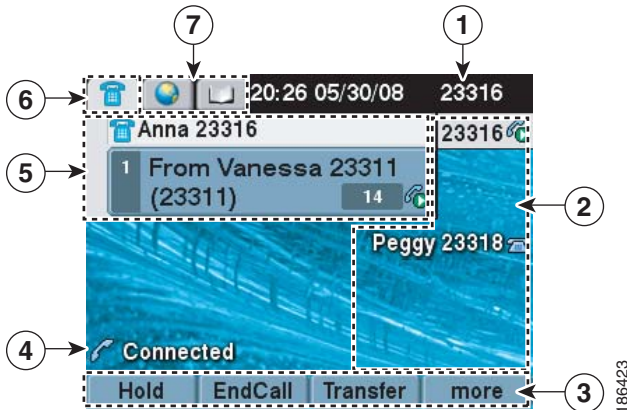 7
1
6
20:26 05/30/08 23316
Anna 23316
23316
5
1 From Vanessa 23311
(23311) 14
2
Peggy 23318
4
Connected
Hold EndCall Transfer more
3
186423